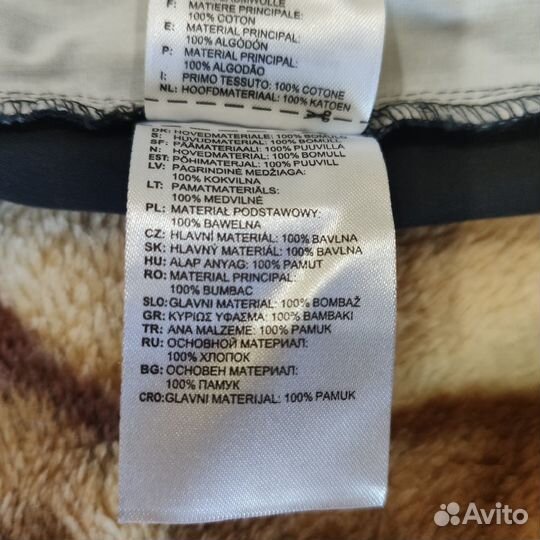 F: MATIERE PRINCIPALE:
100% COTON
E: MATERIAL PRINCIPAL:
100% ALGODÓN
P: MATERIAL PRINCIPAL:
100% ALGODÃO
I: PRIMO TESSUTO: 100% COTONE
NL: HOOFDMATERIAAL: 100% KATOEN
DK: HOVEDMATERIALE: 100% BOMULD
S: HUVUDMATERIAL: 100% BOMULL
SF: PÄÄMATERIAALI: 100% PUUVILLA
N: HOVEDMATERIAL: 100% BOMULL
EST: PÕHIMATERJAL: 100% PUUVILL
LV: PAGRINDINĖ MEDŽIAGA:
100% KOKVILNA
LT: PAMATMATERIĀLS:
100% MEDVILNĖ
PL: MATERIAŁ PODSTAWOWY:
100% BAWEŁNA
CZ: HLAVNÍ MATERIÁL: 100% BAVLNA
SK: HLAVNÝ MATERIÁL: 100% BAVLNA
HU: ALAP ANYAG: 100% PAMUT
RO: MATERIAL PRINCIPAL:
100% BUMBAC
SLO: GLAVNI MATERIAL: 100% BOMBAŽ
GR: ΚΥΡΙΩΣ ΥΦΑΣΜΑ: 100% ΒΑΜΒΑΚΙ
TR: ANA MALZEME: 100% PAMUK
RU: ОСНОВНОЙ МАТЕРИАЛ:
100% ХЛОПОК
BG: ОСНОВЕН МАТЕРИАЛ:
100% ПАМУК
CRO: GLAVNI MATERIJAL: 100% PAMUK
Avito